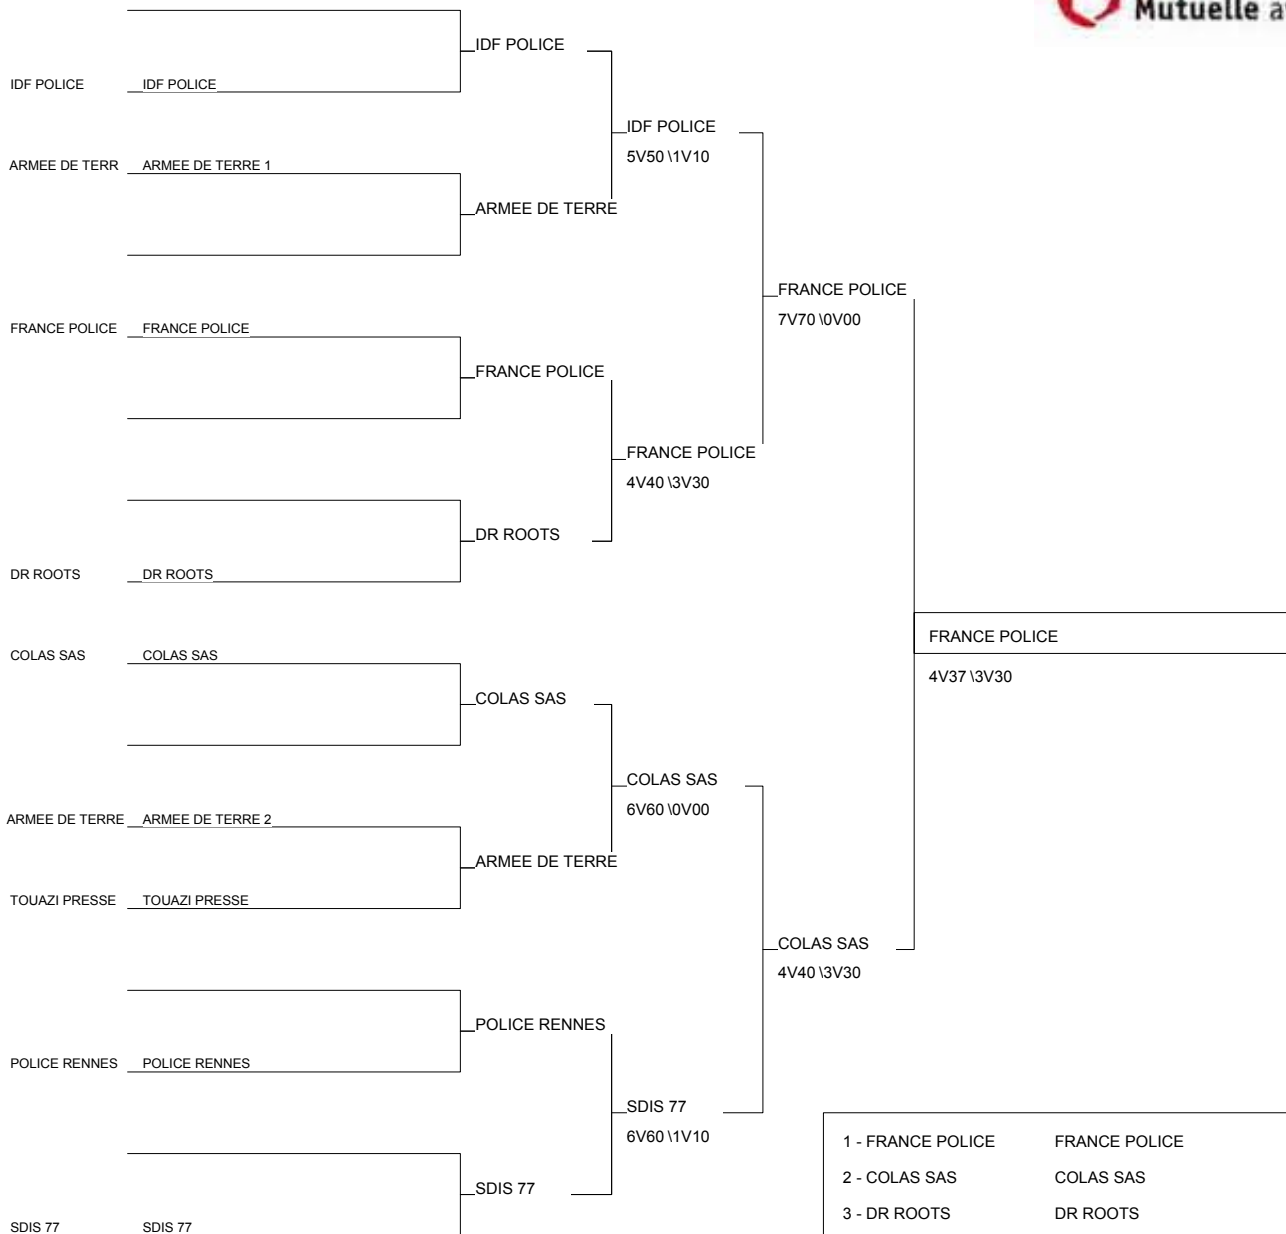 Mutuelle
IDF POLICE
IDF POLICE IDF POLICE
IDF POLICE
5V50 \1V10
ARMEE DE TERR ARMEE DE TERRE 1
ARMEE DE TERRE
FRANCE POLICE
7V70 \0V00
FRANCE POLICE FRANCE POLICE
FRANCE POLICE
FRANCE POLICE
4V40 \3V30
DR ROOTS
DR ROOTS DR ROOTS
FRANCE POLICE
4V37 \3V30
COLAS SAS COLAS SAS
COLAS SAS
COLAS SAS
6V60 \0V00
ARMEE DE TERRE ARMEE DE TERRE 2
ARMEE DE TERRE
TOUAZI PRESSE TOUAZI PRESSE
COLAS SAS
4V40 \3V30
POLICE RENNES
POLICE RENNES POLICE RENNES
SDIS 77
6V60 \1V10
SDIS 77
SDIS 77 SDIS 77
1 - FRANCE POLICE FRANCE POLICE
2 - COLAS SAS COLAS SAS
3 - DR ROOTS DR ROOTS